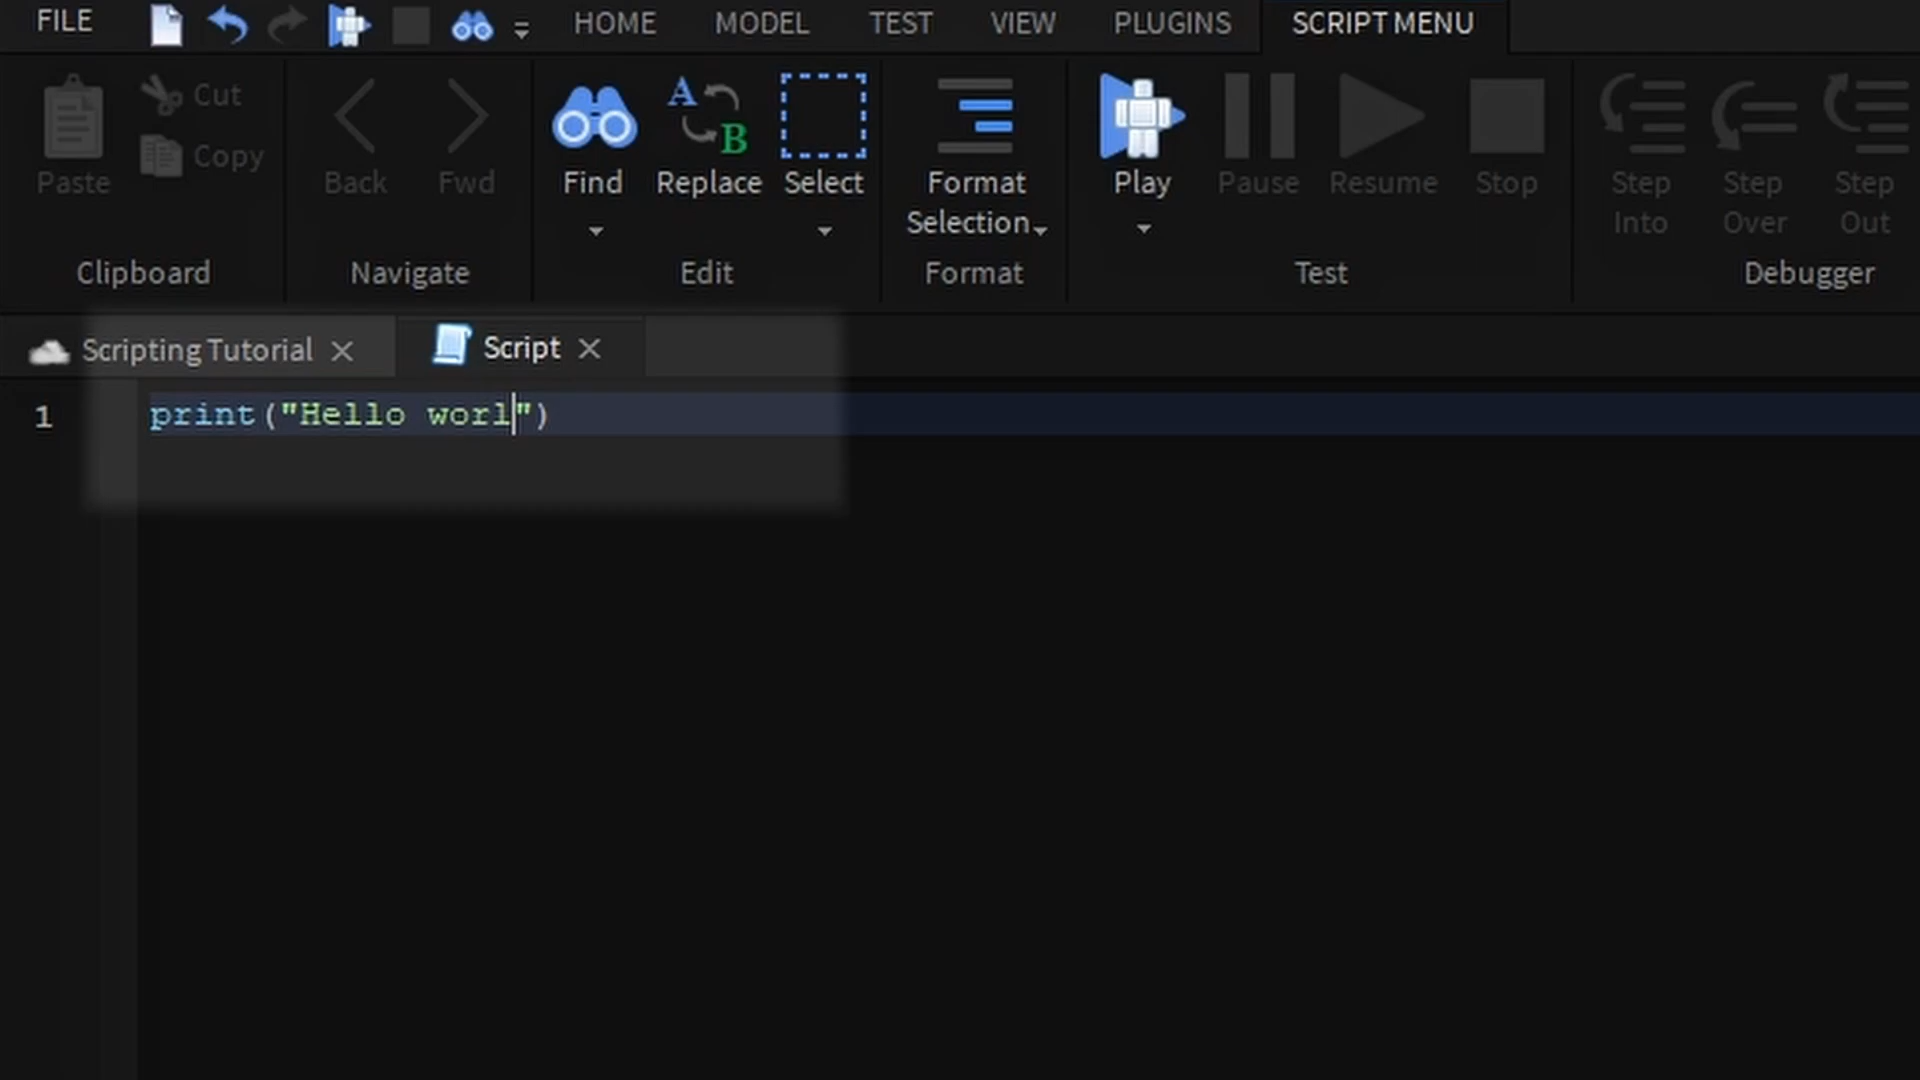 FILE HOME MODEL TEST VIEW PLUGINS SCRIPT MENU
Paste Cut Copy Back Fwd Find Replace Select Format Selection Play Pause Resume Stop Step Into Step Over Step Out
Clipboard Navigate Edit Format Test Debugger
Scripting Tutorial Script
1 print("Hello worl")